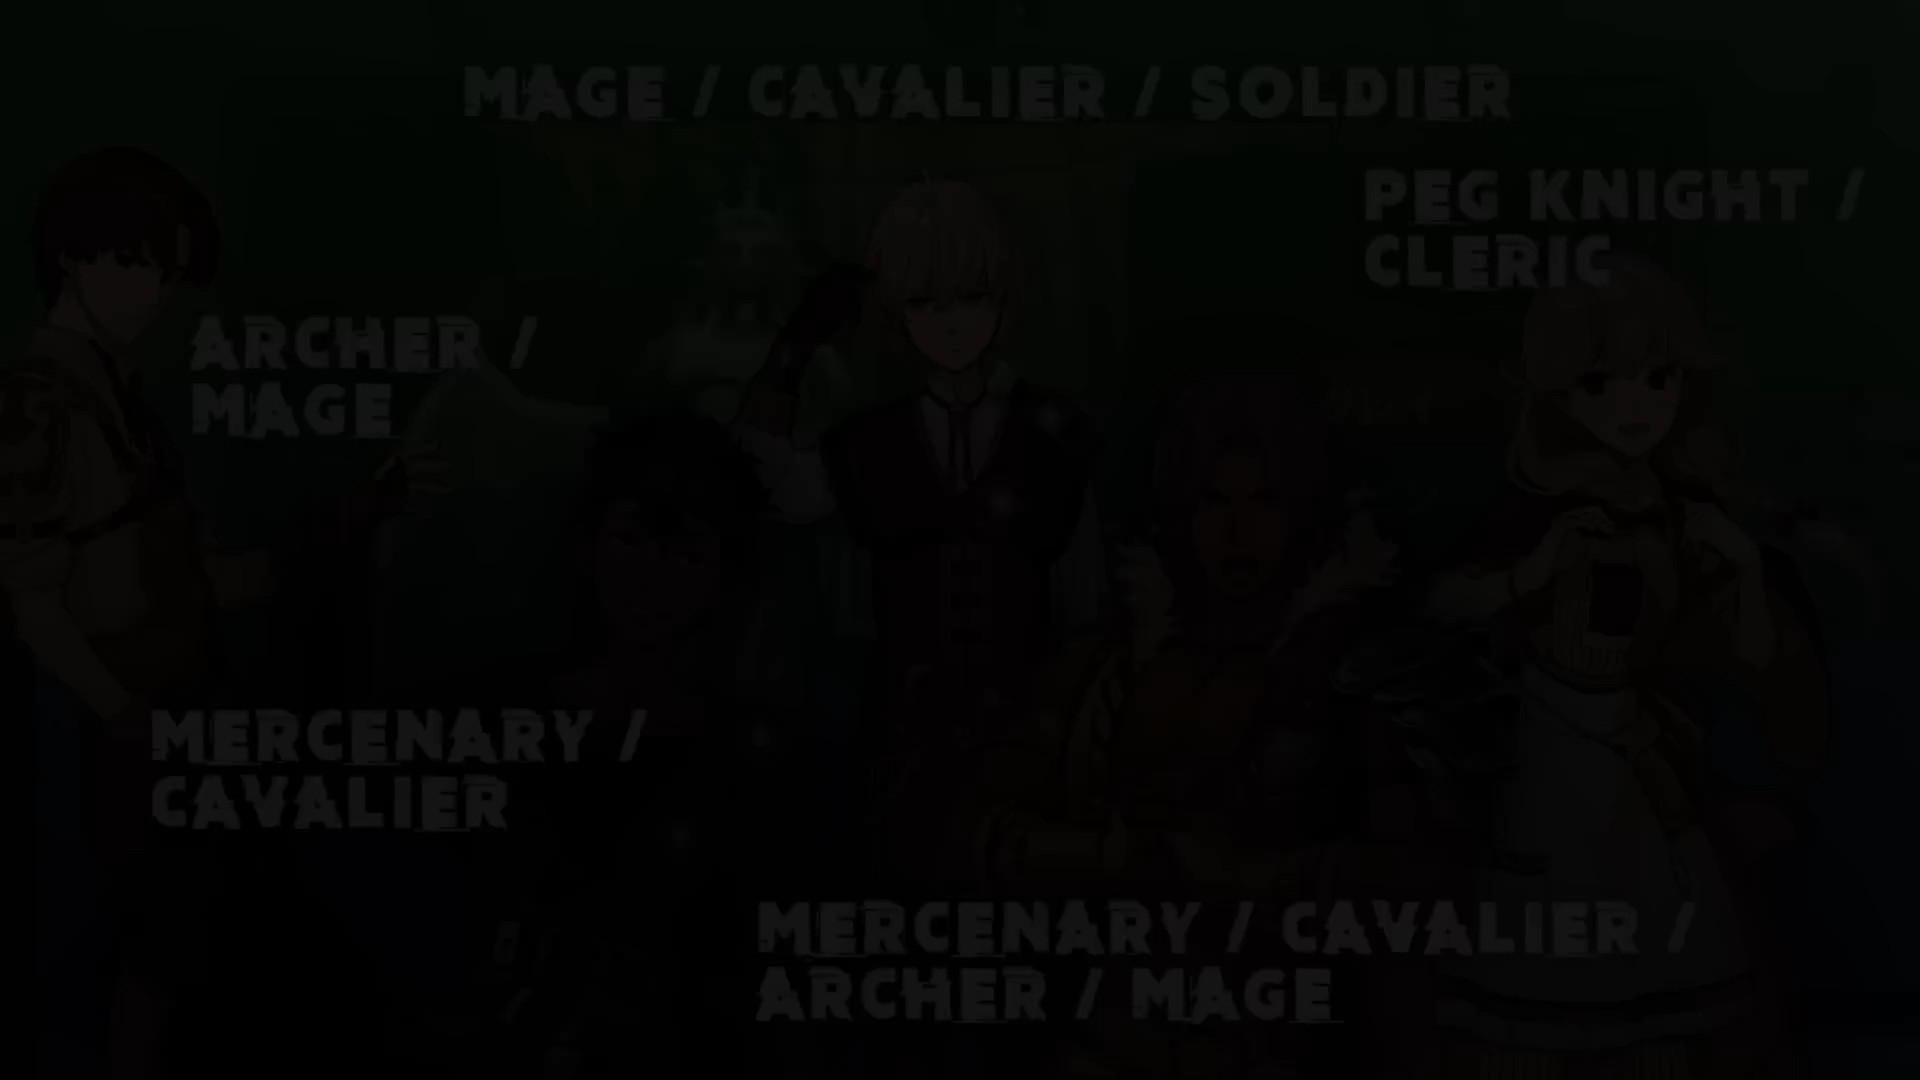 MAGE / CAVALIER / SOLDIER
PEG KNIGHT /
CLERIC
ARCHER /
MAGE
MERCENARY /
CAVALIER
MERCENARY / CAVALIER /
ARCHER / MAGE